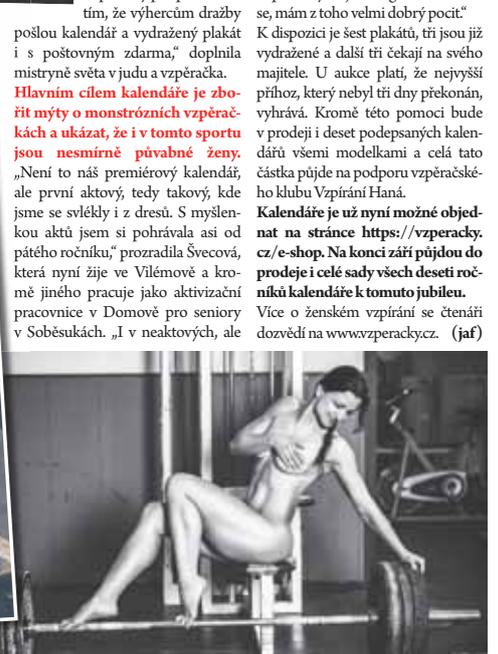 tím, že výhercům dražby
pošlou kalendář a vydražený plakát
i s poštovným zdarma,“ doplnila
mistryně světa v judu a vzpěračka.
Hlavním cílem kalendáře je zbo-
řit mýty o monstrózních vzpěrač-
kách a ukázat, že i v tomto sportu
jsou nesmírně půvabné ženy.
„Není to náš premiérový kalendář,
ale první aktový, tedy takový, kde
jsme se svlékly i z dresů. S myšlen-
kou aktů jsem si pohrávala asi od
pátého ročníku,“ prozradila Švecová,
která nyní žije ve Vilémově a kro-
mě jiného pracuje jako aktivizační
pracovnice v Domově pro seniory
v Soběsukách. „I v neaktových, ale
se, mám z toho velmi dobrý pocit.“
K dispozici je šest plakátů, tři jsou již
vydražené a další tři čekají na svého
majitele. U aukce platí, že nejvyšší
příhoz, který nebyl tři dny překonán,
vyhrává. Kromě této pomoci bude
v prodeji i deset podepsaných kalen-
dářů všemi modelkami a celá tato
částka půjde na podporu vzpěračské-
ho klubu Vzpírání Haná.
Kalendáře je už nyní možné objed-
nat na stránce https://vzperacky.
cz/e-shop. Na konci září půjdou do
prodeje i celé sady všech deseti roč-
níků kalendáře k tomuto jubileu.
Více o ženském vzpírání se čtenáři
dozvědí na www.vzperacky.cz. (jaf)